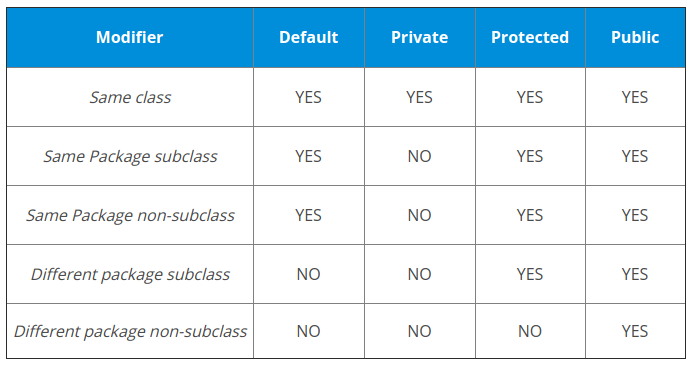 Modifier Default Private Protected Public
Same class YES YES YES YES
Same Package subclass YES NO YES YES
Same Package non-subclass YES NO YES YES
Different package subclass NO NO YES YES
Different package non-subclass NO NO NO YES